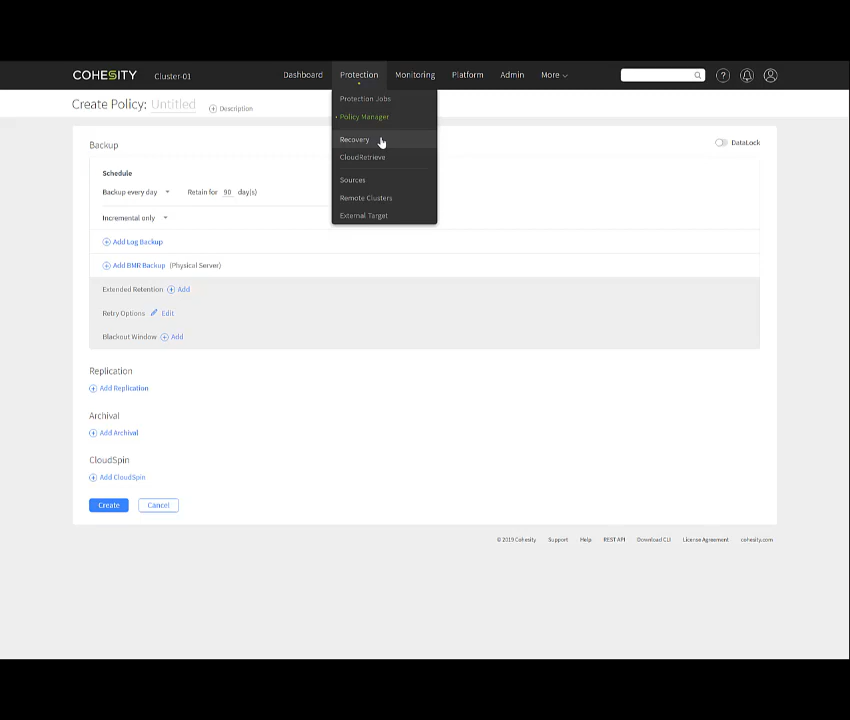 COHESITY Cluster-01 Dashboard Protection Monitoring Platform Admin More
Create Policy: Untitled Description
Protection Jobs
Policy Manager
Recovery
CloudRetrieve
Sources
Remote Clusters
External Target
Backup DataLock
Schedule
Backup every day Retain for 90 day(s)
Incremental only
Add Log Backup
Add BMR Backup (Physical Server)
Extended Retention Add
Retry Options Edit
Blackout Window Add
Replication
Add Replication
Archival
Add Archival
CloudSpin
Add CloudSpin
Create Cancel
© 2019 Cohesity Support Help REST API Download CLI License Agreement cohesity.com